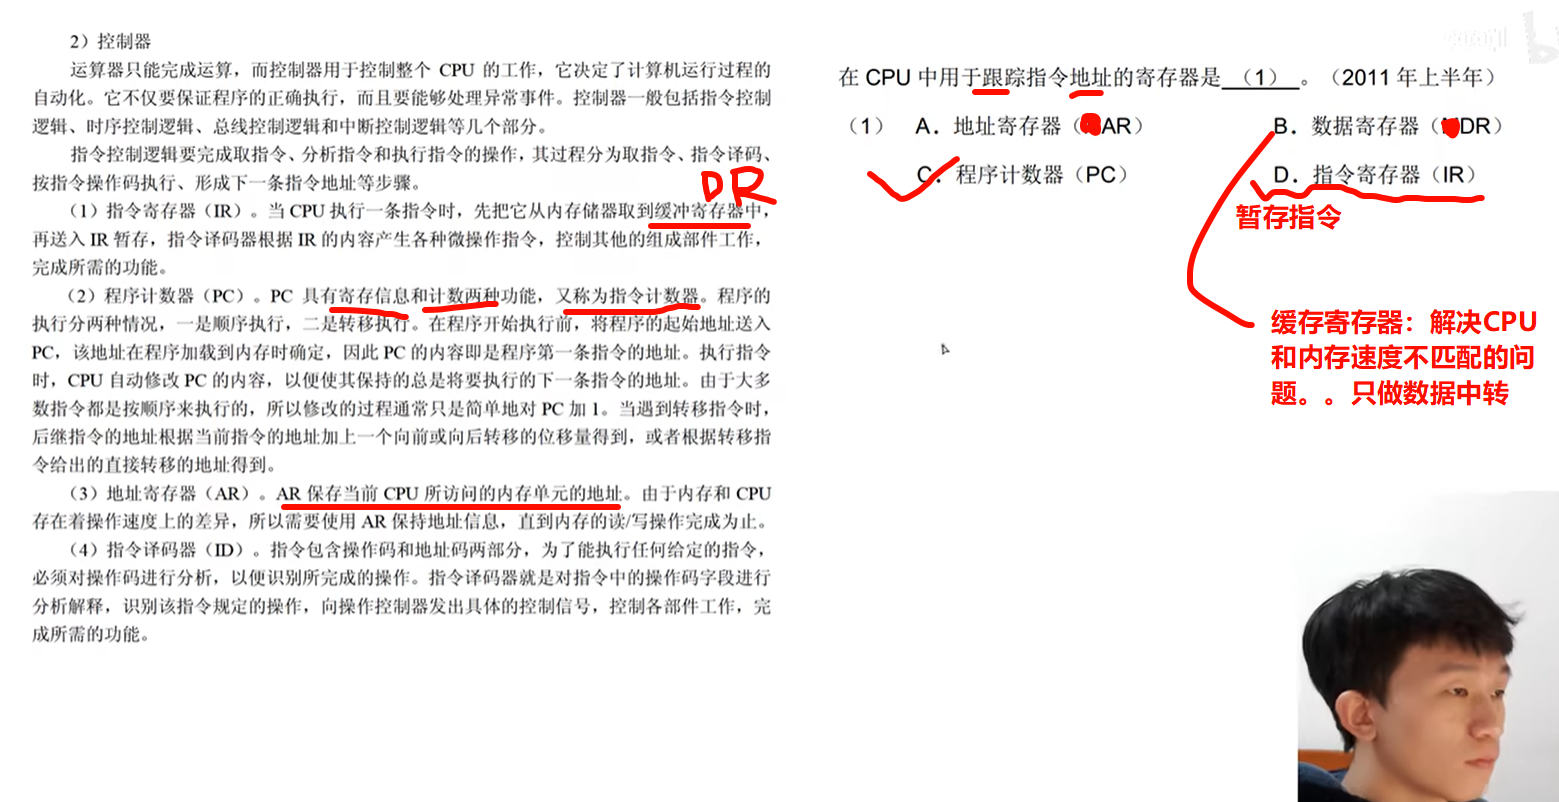 2）控制器
运算器只能完成运算，而控制器用于控制整个 CPU 的工作，它决定了计算机运行过程的
自动化。它不仅要保证程序的正确执行，而且要能够处理异常事件。控制器一般包括指令控制
逻辑、时序控制逻辑、总线控制逻辑和中断控制逻辑等几个部分。
指令控制逻辑要完成取指令、分析指令和执行指令的操作，其过程分为取指令、指令译码、
按指令操作码执行、形成下一条指令地址等步骤。
DR
（1）指令寄存器（IR）。当 CPU 执行一条指令时，先把它从内存储器取到缓冲寄存器中，
再送入 IR 暂存，指令译码器根据 IR 的内容产生各种微操作指令，控制其他的组成部件工作，
完成所需的功能。
（2）程序计数器（PC）。PC 具有寄存信息和计数两种功能，又称为指令计数器。程序的
执行分两种情况，一是顺序执行，二是转移执行。在程序开始执行前，将程序的起始地址送入
PC，该地址在程序加载到内存时确定，因此 PC 的内容即是程序第一条指令的地址。执行指令
时，CPU 自动修改 PC 的内容，以便使其保持的总是将要执行的下一条指令的地址。由于大多
数指令都是按顺序来执行的，所以修改的过程通常只是简单地对 PC 加 1。当遇到转移指令时，
后继指令的地址根据当前指令的地址加上一个向前或向后转移的位移量得到，或者根据转移指
令给出的直接转移的地址得到。
（3）地址寄存器（AR）。AR 保存当前 CPU 所访问的内存单元的地址。由于内存和 CPU
存在着操作速度上的差异，所以需要使用 AR 保持地址信息，直到内存的读/写操作完成为止。
（4）指令译码器（ID）。指令包含操作码和地址码两部分，为了能执行任何给定的指令，
必须对操作码进行分析，以便识别所完成的操作。指令译码器就是对指令中的操作码字段进行
分析解释，识别该指令规定的操作，向操作控制器发出具体的控制信号，控制各部件工作，完
成所需的功能。
在 CPU 中用于跟踪指令地址的寄存器是 （1） 。（2011 年上半年）
（1） A．地址寄存器（AR） B．数据寄存器（DR）
C．程序计数器（PC） D．指令寄存器（IR）
暂存指令
缓存寄存器：解决CPU
和内存速度不匹配的问
题。。只做数据中转